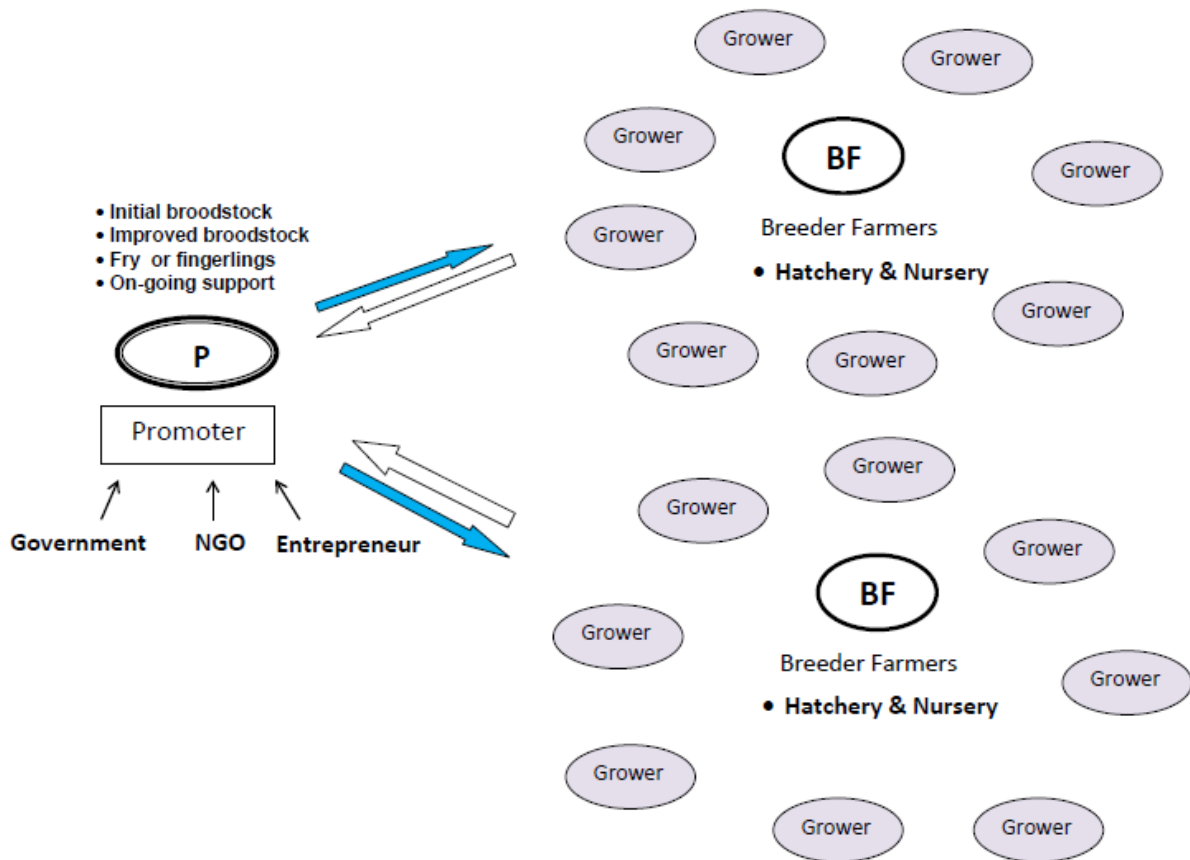 Grower
Grower
Grower
BF
Grower
Grower
Breeder Farmers
• Hatchery & Nursery
• Initial broodstock
• Improved broodstock
• Fry or fingerlings
• On-going support
Grower
Grower
Grower
P
Promoter
Government
NGO
Entrepreneur
Grower
Grower
Grower
BF
Grower
Breeder Farmers
• Hatchery & Nursery
Grower
Grower
Grower
Grower